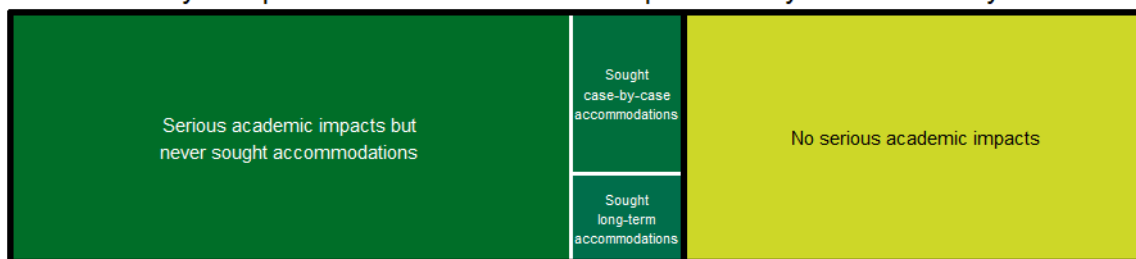 Serious academic impacts but
never sought accommodations
Sought
case-by-case
accommodations
Sought
long-term
accommodations
No serious academic impacts